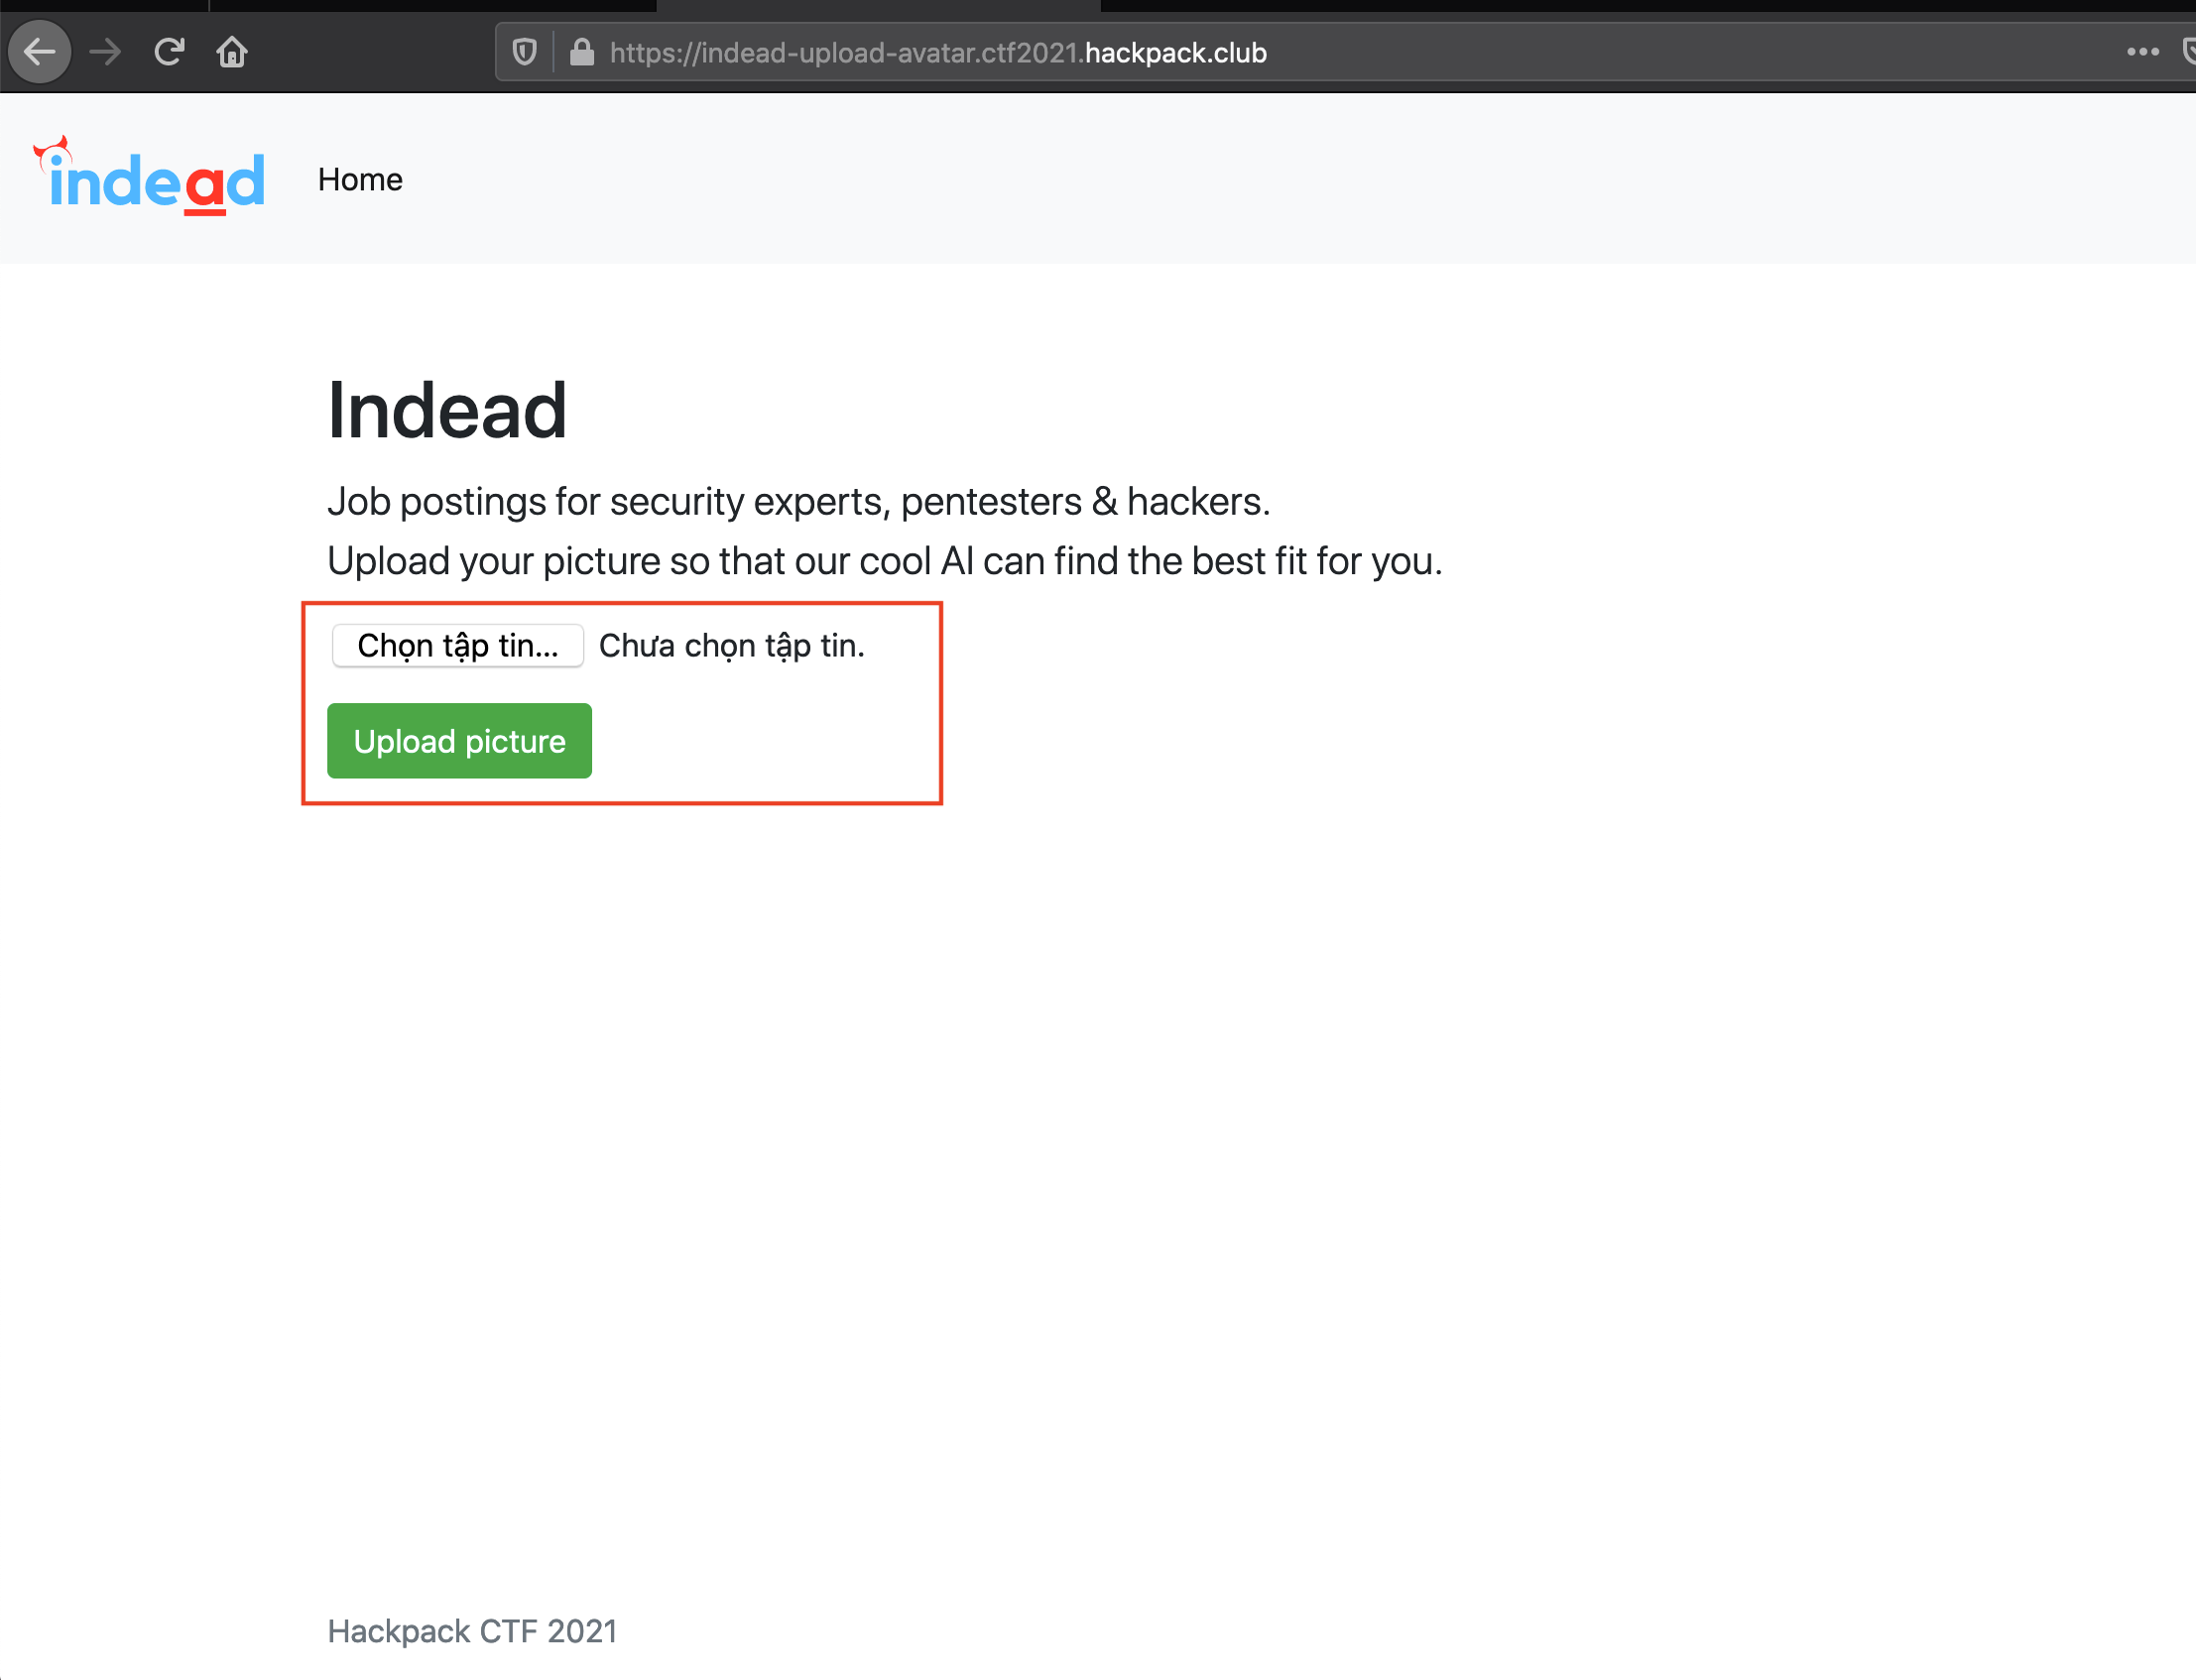 https://indead-upload-avatar.ctf2021.hackpack.club
indead
Home
Indead
Job postings for security experts, pentesters & hackers.
Upload your picture so that our cool AI can find the best fit for you.
Chọn tập tin... Chưa chọn tập tin.
Upload picture
Hackpack CTF 2021